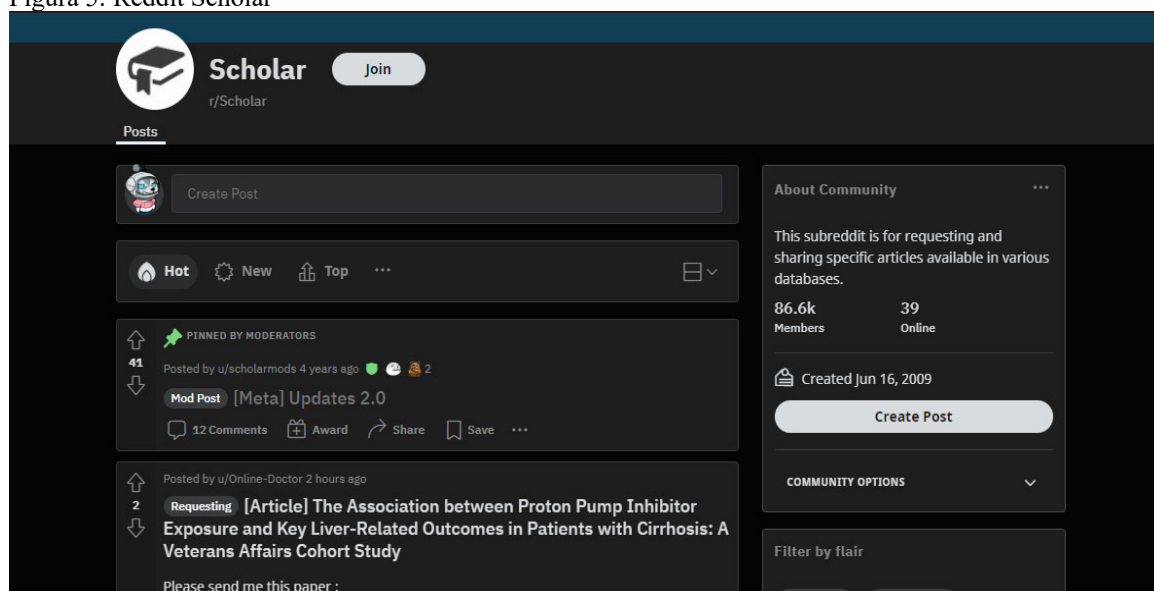 Figura 5: Reddit Scholar
Scholar
Join
r/Scholar
Posts
Create Post
Hot
New
Top
PINNED BY MODERATORS
41
Posted by u/scholarmods 4 years ago
2
Mod Post [Meta] Updates 2.0
12 Comments
Award
Share
Save
Posted by u/Online-Doctor 2 hours ago
2
Requesting [Article] The Association between Proton Pump Inhibitor
Exposure and Key Liver-Related Outcomes in Patients with Cirrhosis: A
Veterans Affairs Cohort Study
Please send me this paper :
About Community
This subreddit is for requesting and
sharing specific articles available in various
databases.
86.6k
39
Members
Online
Created Jun 16, 2009
Create Post
COMMUNITY OPTIONS
Filter by flair